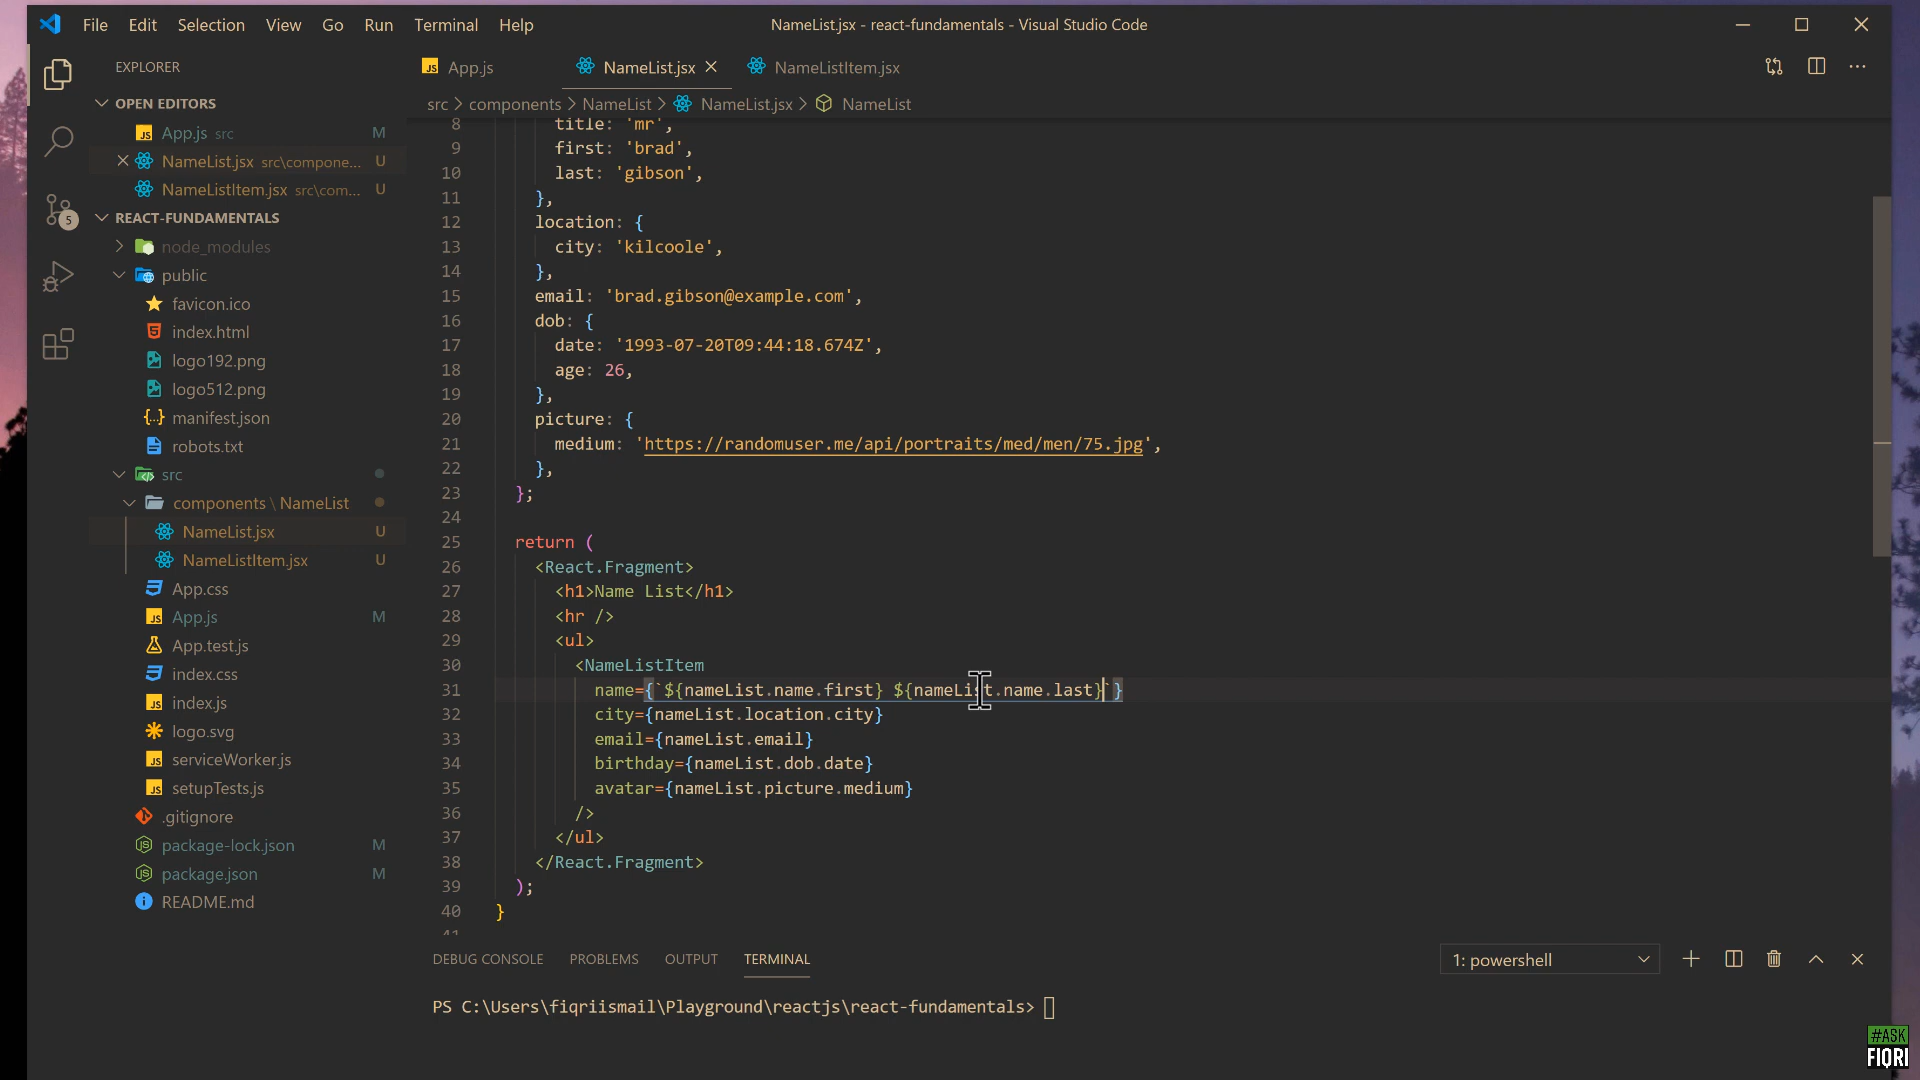 File Edit Selection View Go Run Terminal Help NameList.jsx - react-fundamentals - Visual Studio Code
EXPLORER
OPEN EDITORS
App.js src M
NameList.jsx src\compone... U
NameListItem.jsx src\com... U
REACT-FUNDAMENTALS
node_modules
public
favicon.ico
index.html
logo192.png
logo512.png
manifest.json
robots.txt
src
components \ NameList
NameList.jsx U
NameListItem.jsx U
App.css
App.js M
App.test.js
index.css
index.js
logo.svg
serviceWorker.js
setupTests.js
.gitignore
package-lock.json M
package.json M
README.md
5
App.js NameList.jsx NameListItem.jsx
src > components > NameList > NameList.jsx > NameList
8 title: 'mr',
9 first: 'brad',
10 last: 'gibson',
11 },
12 location: {
13 city: 'kilcoole',
14 },
15 email: 'brad.gibson@example.com',
16 dob: {
17 date: '1993-07-20T09:44:18.674Z',
18 age: 26,
19 },
20 picture: {
21 medium: 'https://randomuser.me/api/portraits/med/men/75.jpg',
22 },
23 };
24
25 return (
26 <React.Fragment>
27 <h1>Name List</h1>
28 <hr />
29 <ul>
30 <NameListItem
31 name={`${nameList.name.first} ${nameList.name.last}`}
32 city={nameList.location.city}
33 email={nameList.email}
34 birthday={nameList.dob.date}
35 avatar={nameList.picture.medium}
36 />
37 </ul>
38 </React.Fragment>
39 );
40 }
41
DEBUG CONSOLE PROBLEMS OUTPUT TERMINAL 1: powershell
PS C:\Users\fiqriismail\Playground\reactjs\react-fundamentals>
#ASK
FIQRI